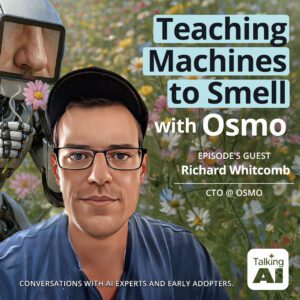 Teaching
Machines
to Smell
with Osmo
EPISODE'S GUEST
Richard Whitcomb
CTO @ OSMO
CONVERSATIONS WITH AI EXPERTS AND EARLY ADOPTERS.
Talking
AI